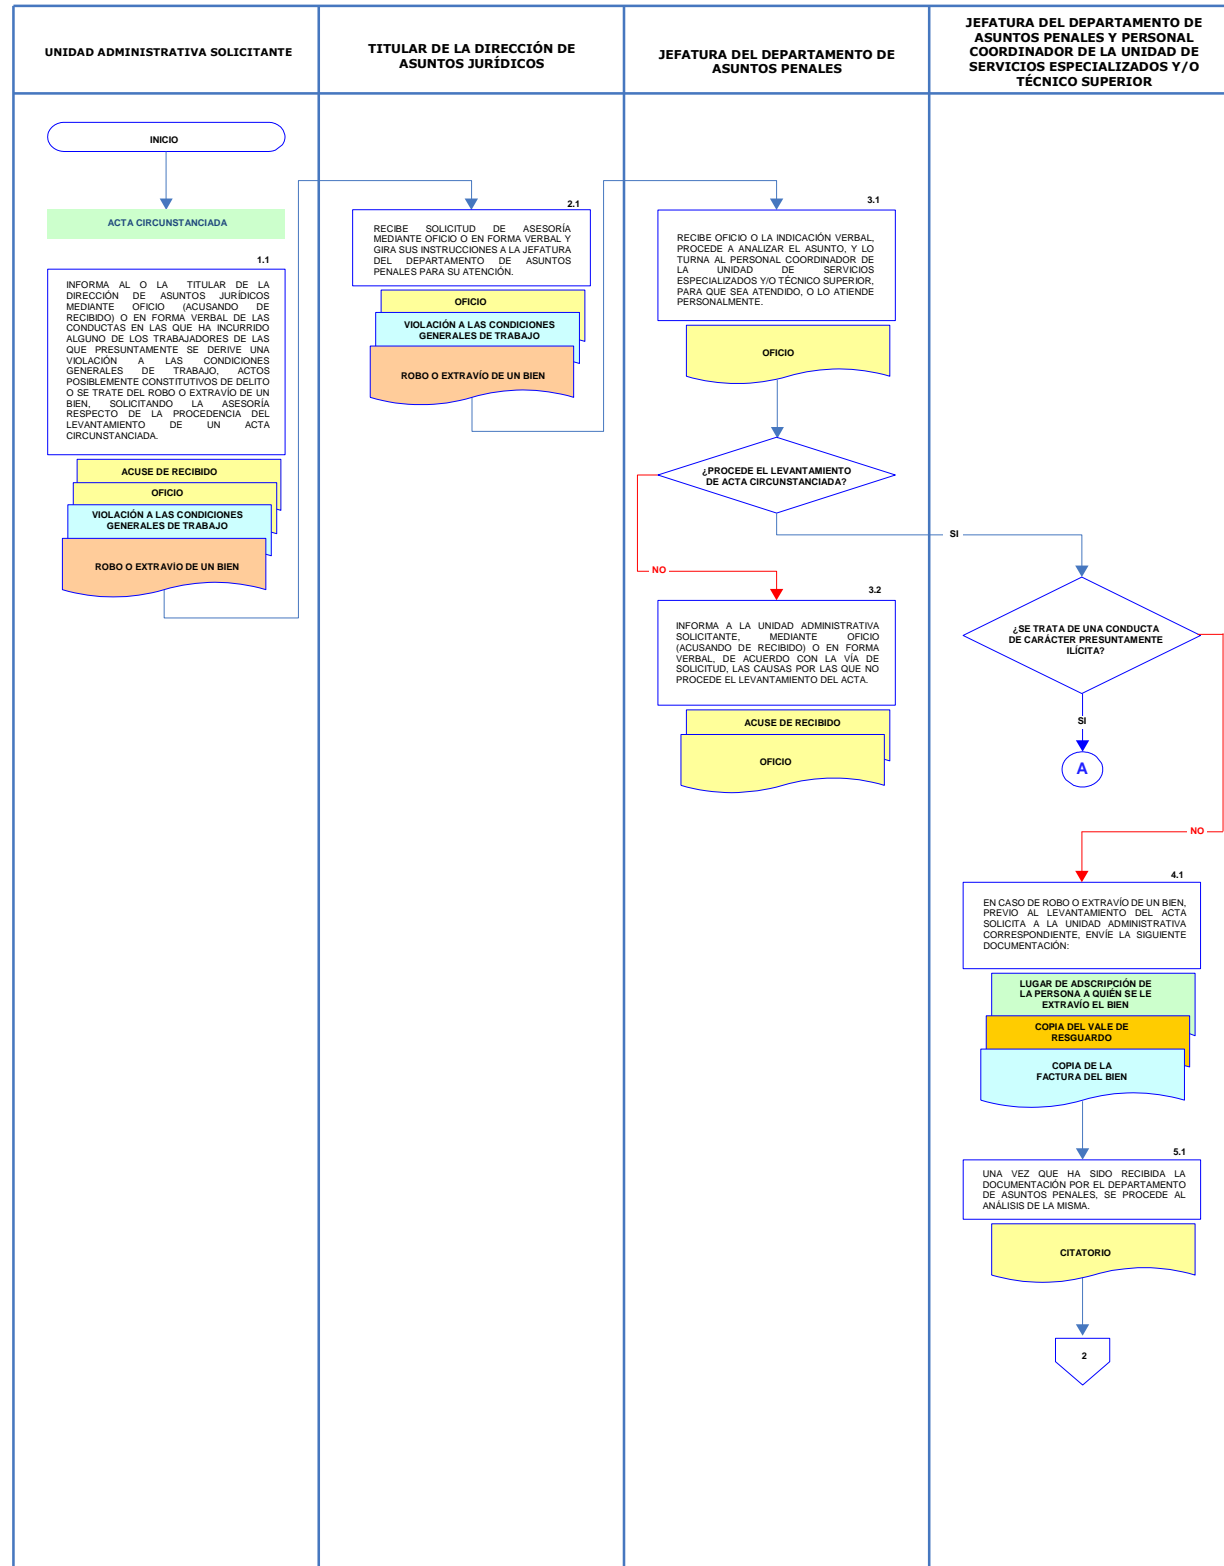 UNIDAD ADMINISTRATIVA SOLICITANTE
TITULAR DE LA DIRECCIÓN DE
ASUNTOS JURÍDICOS
JEFATURA DEL DEPARTAMENTO DE
ASUNTOS PENALES
JEFATURA DEL DEPARTAMENTO DE
ASUNTOS PENALES Y PERSONAL
COORDINADOR DE LA UNIDAD DE
SERVICIOS ESPECIALIZADOS Y/O
TÉCNICO SUPERIOR
INICIO
ACTA CIRCUNSTANCIADA
1.1
INFORMA AL O LA TITULAR DE LA
DIRECCIÓN DE ASUNTOS JURÍDICOS
MEDIANTE OFICIO (ACUSANDO DE
RECIBIDO) O EN FORMA VERBAL DE LAS
CONDUCTAS EN LAS QUE HA INCURRIDO
ALGUNO DE LOS TRABAJADORES DE LAS
QUE PRESUNTAMENTE SE DERIVE UNA
VIOLACIÓN A LAS CONDICIONES
GENERALES DE TRABAJO, ACTOS
POSIBLEMENTE CONSTITUTIVOS DE DELITO
O SE TRATE DEL ROBO O EXTRAVÍO DE UN
BIEN, SOLICITANDO LA ASESORÍA
RESPECTO DE LA PROCEDENCIA DEL
LEVANTAMIENTO DE UN ACTA
CIRCUNSTANCIADA.
ACUSE DE RECIBIDO
OFICIO
VIOLACIÓN A LAS CONDICIONES
GENERALES DE TRABAJO
ROBO O EXTRAVÍO DE UN BIEN
2.1
RECIBE SOLICITUD DE ASESORÍA
MEDIANTE OFICIO O EN FORMA VERBAL Y
GIRA SUS INSTRUCCIONES A LA JEFATURA
DEL DEPARTAMENTO DE ASUNTOS
PENALES PARA SU ATENCIÓN.
OFICIO
VIOLACIÓN A LAS CONDICIONES
GENERALES DE TRABAJO
ROBO O EXTRAVÍO DE UN BIEN
3.1
RECIBE OFICIO O LA INDICACIÓN VERBAL,
PROCEDE A ANALIZAR EL ASUNTO, Y LO
TURNA AL PERSONAL COORDINADOR DE
LA UNIDAD DE SERVICIOS
ESPECIALIZADOS Y/O TÉCNICO SUPERIOR,
PARA QUE SEA ATENDIDO, O LO ATIENDE
PERSONALMENTE.
OFICIO
¿PROCEDE EL LEVANTAMIENTO
DE ACTA CIRCUNSTANCIADA?
SI
NO
3.2
INFORMA A LA UNIDAD ADMINISTRATIVA
SOLICITANTE, MEDIANTE OFICIO
(ACUSANDO DE RECIBIDO) O EN FORMA
VERBAL, DE ACUERDO CON LA VÍA DE
SOLICITUD, LAS CAUSAS POR LAS QUE NO
PROCEDE EL LEVANTAMIENTO DEL ACTA.
ACUSE DE RECIBIDO
OFICIO
¿SE TRATA DE UNA CONDUCTA
DE CARÁCTER PRESUNTAMENTE
ILÍCITA?
SI
A
NO
4.1
EN CASO DE ROBO O EXTRAVÍO DE UN BIEN,
PREVIO AL LEVANTAMIENTO DEL ACTA
SOLICITA A LA UNIDAD ADMINISTRATIVA
CORRESPONDIENTE, ENVÍE LA SIGUIENTE
DOCUMENTACIÓN:
LUGAR DE ADSCRIPCIÓN DE
LA PERSONA A QUIÉN SE LE
EXTRAVÍO EL BIEN
COPIA DEL VALE DE
RESGUARDO
COPIA DE LA
FACTURA DEL BIEN
5.1
UNA VEZ QUE HA SIDO RECIBIDA LA
DOCUMENTACIÓN POR EL DEPARTAMENTO
DE ASUNTOS PENALES, SE PROCEDE AL
ANÁLISIS DE LA MISMA.
CITATORIO
2